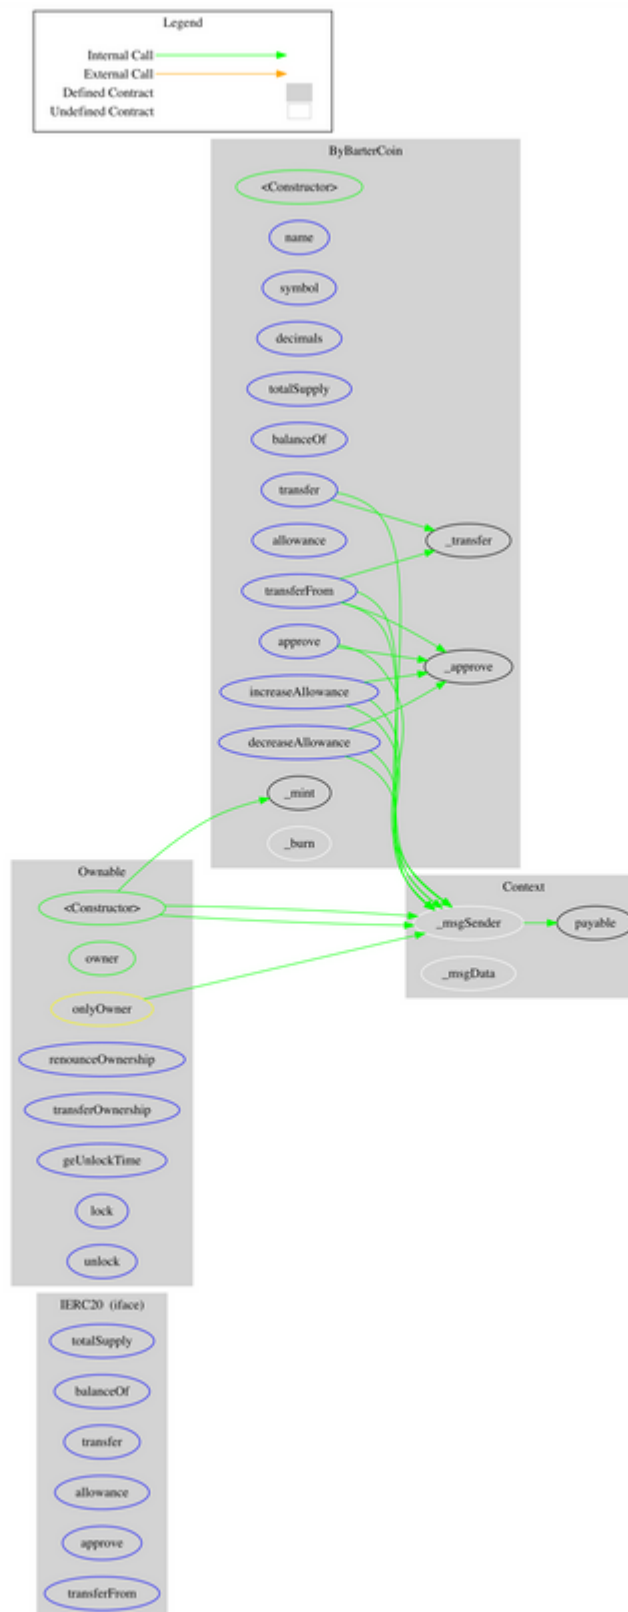 Legend
Internal Call
External Call
Defined Contract
Undefined Contract
ByBarterCoin
<Constructor>
name
symbol
decimals
totalSupply
balanceOf
transfer
allowance
_transfer
transferFrom
approve
_approve
increaseAllowance
decreaseAllowance
_mint
_burn
Ownable
<Constructor>
owner
onlyOwner
renounceOwnership
transferOwnership
geUnlockTime
lock
unlock
Context
_msgSender
payable
_msgData
IERC20 (iface)
totalSupply
balanceOf
transfer
allowance
approve
transferFrom